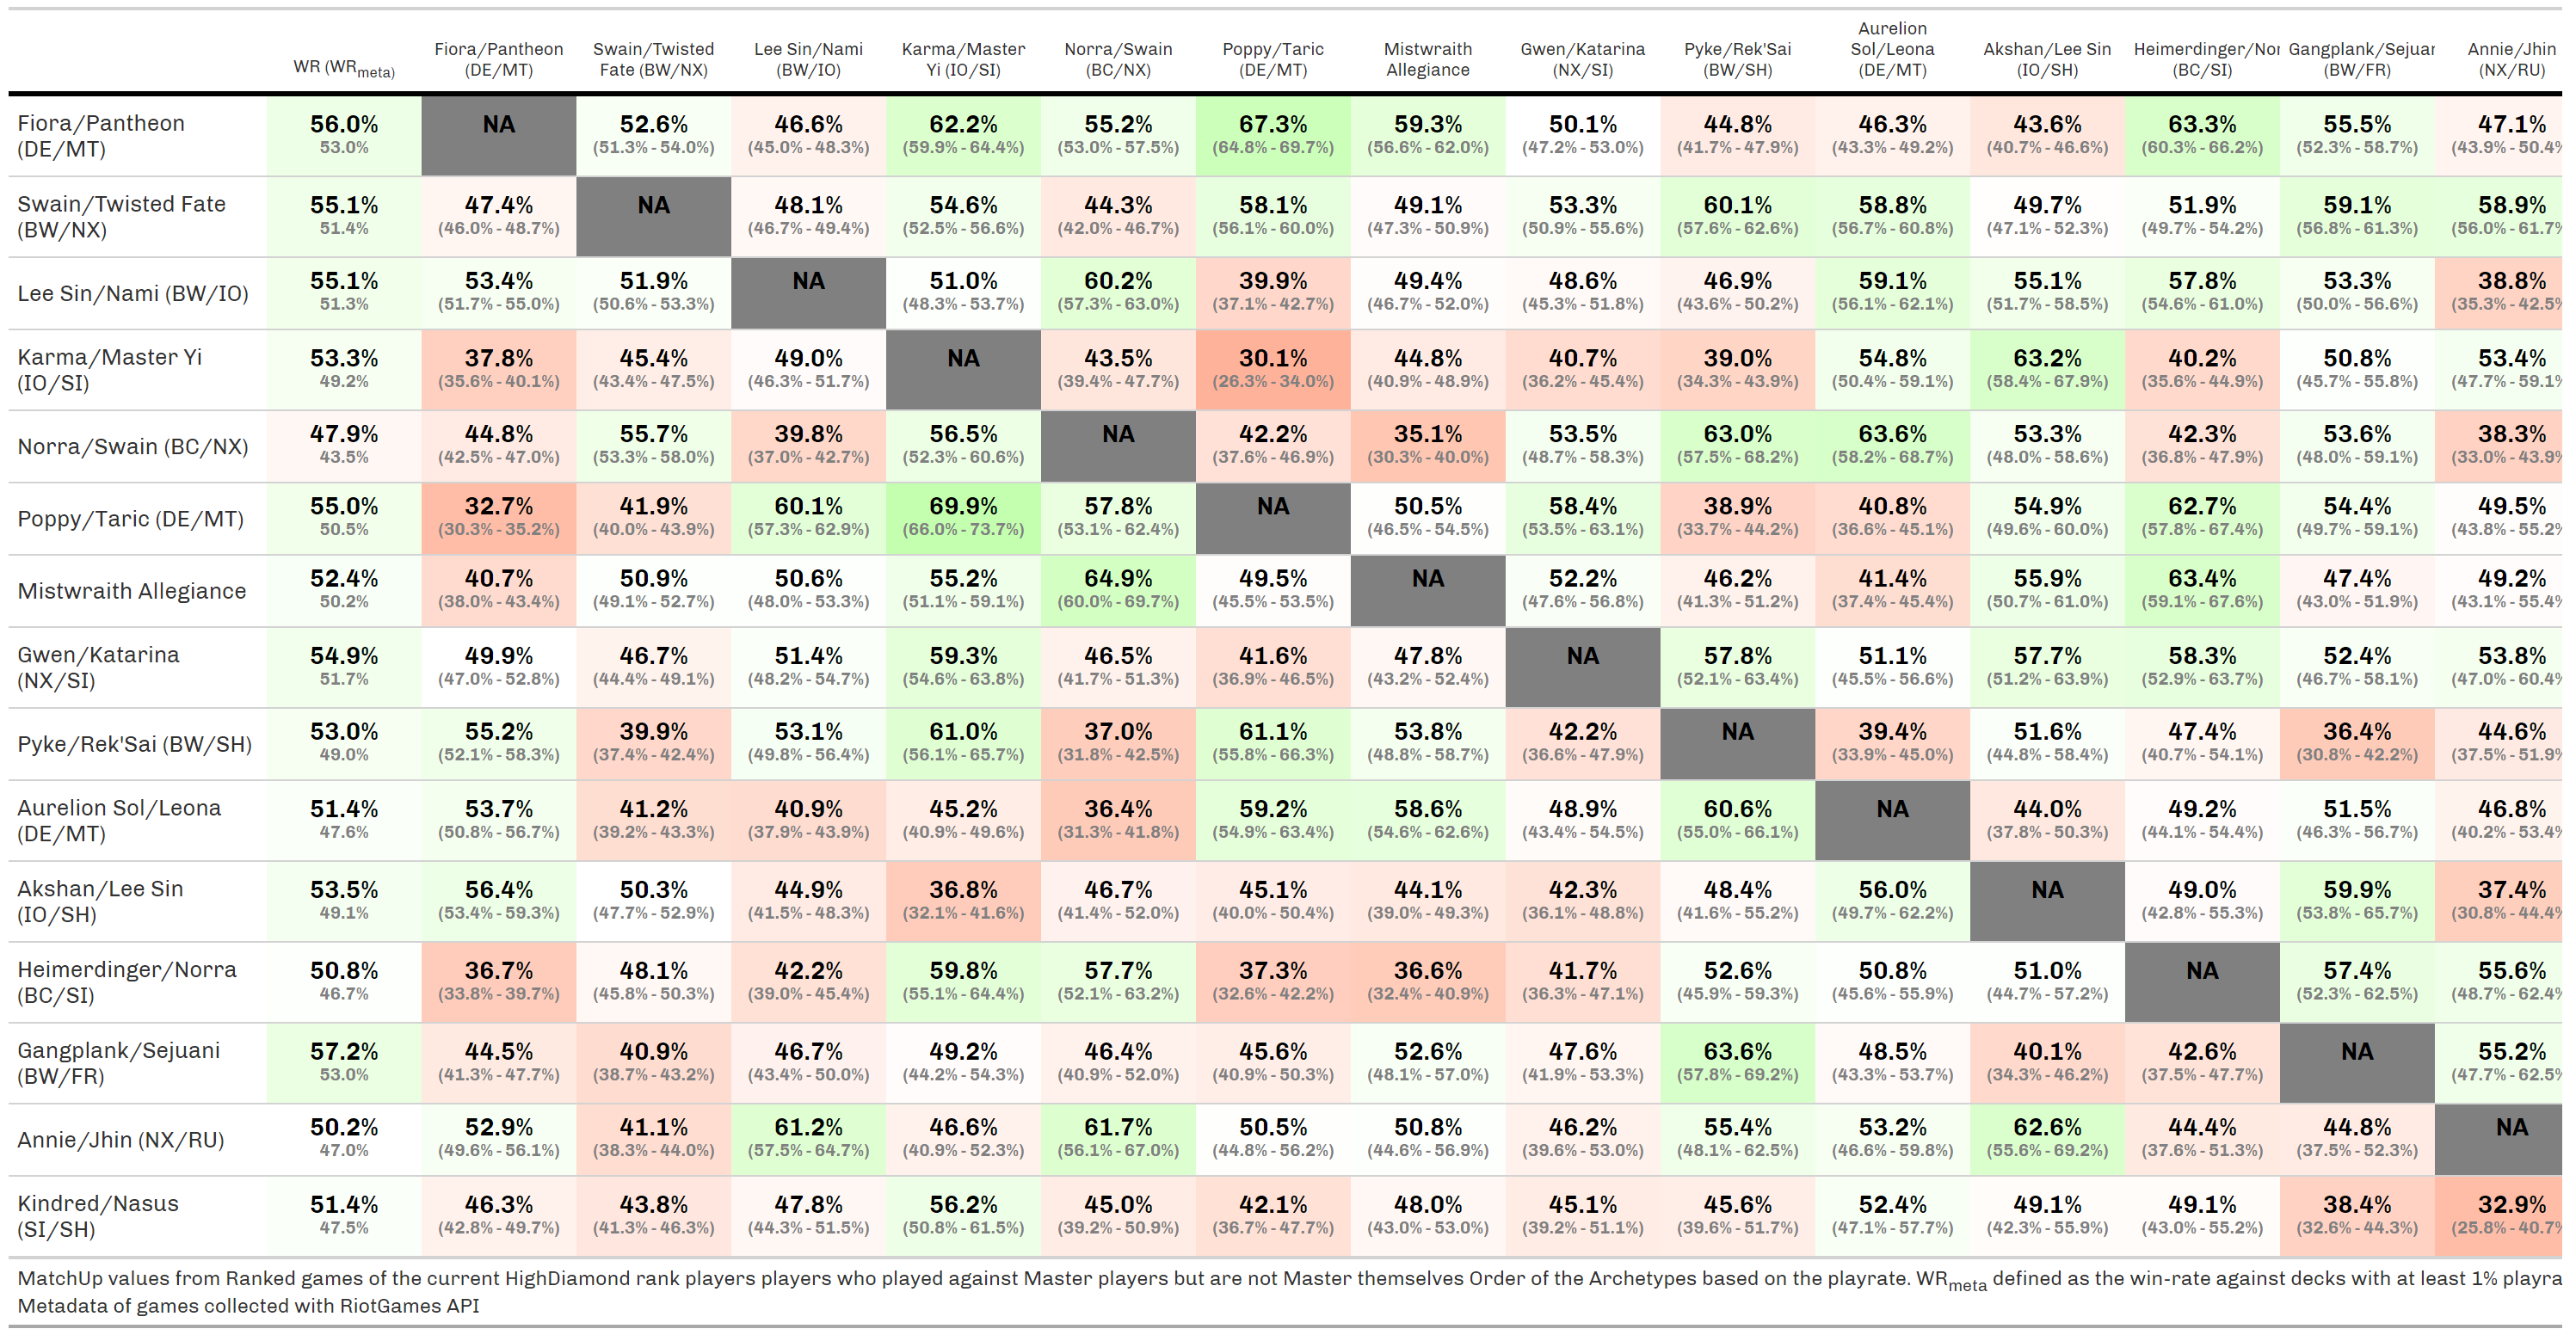 WR (WRmeta) Fiora/Pantheon (DE/MT) Swain/Twisted Fate (BW/NX) Lee Sin/Nami (BW/IO) Karma/Master Yi (IO/SI) Norra/Swain (BC/NX) Poppy/Taric (DE/MT) Mistwraith Allegiance Gwen/Katarina (NX/SI) Pyke/Rek'Sai (BW/SH) Aurelion Sol/Leona (DE/MT) Akshan/Lee Sin (IO/SH) Heimerdinger/Nor (BC/SI) Gangplank/Sejuar (BW/FR) Annie/Jhin (NX/RU)
Fiora/Pantheon 56.0% NA 52.6% 46.6% 62.2% 55.2% 67.3% 59.3% 50.1% 44.8% 46.3% 43.6% 63.3% 55.5% 47.1%
(DE/MT) 53.0% (51.3% - 54.0%) (45.0% - 48.3%) (59.9% - 64.4%) (53.0% - 57.5%) (64.8% - 69.7%) (56.6% - 62.0%) (47.2% - 53.0%) (41.7% - 47.9%) (43.3% - 49.2%) (40.7% - 46.6%) (60.3% - 66.2%) (52.3% - 58.7%) (43.9% - 50.4%
Swain/Twisted Fate 55.1% 47.4% NA 48.1% 54.6% 44.3% 58.1% 49.1% 53.3% 60.1% 58.8% 49.7% 51.9% 59.1% 58.9%
(BW/NX) 51.4% (46.0% - 48.7%) (46.7% - 49.4%) (52.5% - 56.6%) (42.0% - 46.7%) (56.1% - 60.0%) (47.3% - 50.9%) (50.9% - 55.6%) (57.6% - 62.6%) (56.7% - 60.8%) (47.1% - 52.3%) (49.7% - 54.2%) (56.8% - 61.3%) (56.0% - 61.7%
Lee Sin/Nami (BW/IO) 55.1% 53.4% 51.9% NA 51.0% 60.2% 39.9% 49.4% 48.6% 46.9% 59.1% 55.1% 57.8% 53.3% 38.8%
51.3% (51.7% - 55.0%) (50.6% - 53.3%) (48.3% - 53.7%) (57.3% - 63.0%) (37.1% - 42.7%) (46.7% - 52.0%) (45.3% - 51.8%) (43.6% - 50.2%) (56.1% - 62.1%) (51.7% - 58.5%) (54.6% - 61.0%) (50.0% - 56.6%) (35.3% - 42.5%
Karma/Master Yi 53.3% 37.8% 45.4% 49.0% NA 43.5% 30.1% 44.8% 40.7% 39.0% 54.8% 63.2% 40.2% 50.8% 53.4%
(IO/SI) 49.2% (35.6% - 40.1%) (43.4% - 47.5%) (46.3% - 51.7%) (39.4% - 47.7%) (26.3% - 34.0%) (40.9% - 48.9%) (36.2% - 45.4%) (34.3% - 43.9%) (50.4% - 59.1%) (58.4% - 67.9%) (35.6% - 44.9%) (45.7% - 55.8%) (47.7% - 59.1%
Norra/Swain (BC/NX) 47.9% 44.8% 55.7% 39.8% 56.5% NA 42.2% 35.1% 53.5% 63.0% 63.6% 53.3% 42.3% 53.6% 38.3%
43.5% (42.5% - 47.0%) (53.3% - 58.0%) (37.0% - 42.7%) (52.3% - 60.6%) (37.6% - 46.9%) (30.3% - 40.0%) (48.7% - 58.3%) (57.5% - 68.2%) (58.2% - 68.7%) (48.0% - 58.6%) (36.8% - 47.9%) (48.0% - 59.1%) (33.0% - 43.9%
Poppy/Taric (DE/MT) 55.0% 32.7% 41.9% 60.1% 69.9% 57.8% NA 50.5% 58.4% 38.9% 40.8% 54.9% 62.7% 54.4% 49.5%
50.5% (30.3% - 35.2%) (40.0% - 43.9%) (57.3% - 62.9%) (66.0% - 73.7%) (53.1% - 62.4%) (46.5% - 54.5%) (53.5% - 63.1%) (33.7% - 44.2%) (36.6% - 45.1%) (49.6% - 60.0%) (57.8% - 67.4%) (49.7% - 59.1%) (43.8% - 55.2%
Mistwraith Allegiance 52.4% 40.7% 50.9% 50.6% 55.2% 64.9% 49.5% NA 52.2% 46.2% 41.4% 55.9% 63.4% 47.4% 49.2%
50.2% (38.0% - 43.4%) (49.1% - 52.7%) (48.0% - 53.3%) (51.1% - 59.1%) (60.0% - 69.7%) (45.5% - 53.5%) (47.6% - 56.8%) (41.3% - 51.2%) (37.4% - 45.4%) (50.7% - 61.0%) (59.1% - 67.6%) (43.0% - 51.9%) (43.1% - 55.4%
Gwen/Katarina 54.9% 49.9% 46.7% 51.4% 59.3% 46.5% 41.6% 47.8% NA 57.8% 51.1% 57.7% 58.3% 52.4% 53.8%
(NX/SI) 51.7% (47.0% - 52.8%) (44.4% - 49.1%) (48.2% - 54.7%) (54.6% - 63.8%) (41.7% - 51.3%) (36.9% - 46.5%) (43.2% - 52.4%) (52.1% - 63.4%) (45.5% - 56.6%) (51.2% - 63.9%) (52.9% - 63.7%) (46.7% - 58.1%) (47.0% - 60.4%
Pyke/Rek'Sai (BW/SH) 53.0% 55.2% 39.9% 53.1% 61.0% 37.0% 61.1% 53.8% 42.2% NA 39.4% 51.6% 47.4% 36.4% 44.6%
49.0% (52.1% - 58.3%) (37.4% - 42.4%) (49.8% - 56.4%) (56.1% - 65.7%) (31.8% - 42.5%) (55.8% - 66.3%) (48.8% - 58.7%) (36.6% - 47.9%) (33.9% - 45.0%) (44.8% - 58.4%) (40.7% - 54.1%) (30.8% - 42.2%) (37.5% - 51.9%
Aurelion Sol/Leona 51.4% 53.7% 41.2% 40.9% 45.2% 36.4% 59.2% 58.6% 48.9% 60.6% NA 44.0% 49.2% 51.5% 46.8%
(DE/MT) 47.6% (50.8% - 56.7%) (39.2% - 43.3%) (37.9% - 43.9%) (40.9% - 49.6%) (31.3% - 41.8%) (54.9% - 63.4%) (54.6% - 62.6%) (43.4% - 54.5%) (55.0% - 66.1%) (37.8% - 50.3%) (44.1% - 54.4%) (46.3% - 56.7%) (40.2% - 53.4%
Akshan/Lee Sin 53.5% 56.4% 50.3% 44.9% 36.8% 46.7% 45.1% 44.1% 42.3% 48.4% 56.0% NA 49.0% 59.9% 37.4%
(IO/SH) 49.1% (53.4% - 59.3%) (47.7% - 52.9%) (41.5% - 48.3%) (32.1% - 41.6%) (41.4% - 52.0%) (40.0% - 50.4%) (39.0% - 49.3%) (36.1% - 48.8%) (41.6% - 55.2%) (49.7% - 62.2%) (42.8% - 55.3%) (53.8% - 65.7%) (30.8% - 44.4%
Heimerdinger/Norra 50.8% 36.7% 48.1% 42.2% 59.8% 57.7% 37.3% 36.6% 41.7% 52.6% 50.8% 51.0% NA 57.4% 55.6%
(BC/SI) 46.7% (33.8% - 39.7%) (45.8% - 50.3%) (39.0% - 45.4%) (55.1% - 64.4%) (52.1% - 63.2%) (32.6% - 42.2%) (32.4% - 40.9%) (36.3% - 47.1%) (45.9% - 59.3%) (45.6% - 55.9%) (44.7% - 57.2%) (52.3% - 62.5%) (48.7% - 62.4%
Gangplank/Sejuani 57.2% 44.5% 40.9% 46.7% 49.2% 46.4% 45.6% 52.6% 47.6% 63.6% 48.5% 40.1% 42.6% NA 55.2%
(BW/FR) 53.0% (41.3% - 47.7%) (38.7% - 43.2%) (43.4% - 50.0%) (44.2% - 54.3%) (40.9% - 52.0%) (40.9% - 50.3%) (48.1% - 57.0%) (41.9% - 53.3%) (57.8% - 69.2%) (43.3% - 53.7%) (34.3% - 46.2%) (37.5% - 47.7%) (47.7% - 62.5%
Annie/Jhin (NX/RU) 50.2% 52.9% 41.1% 61.2% 46.6% 61.7% 50.5% 50.8% 46.2% 55.4% 53.2% 62.6% 44.4% 44.8% NA
47.0% (49.6% - 56.1%) (38.3% - 44.0%) (57.5% - 64.7%) (40.9% - 52.3%) (56.1% - 67.0%) (44.8% - 56.2%) (44.6% - 56.9%) (39.6% - 53.0%) (48.1% - 62.5%) (46.6% - 59.8%) (55.6% - 69.2%) (37.6% - 51.3%) (37.5% - 52.3%)
Kindred/Nasus 51.4% 46.3% 43.8% 47.8% 56.2% 45.0% 42.1% 48.0% 45.1% 45.6% 52.4% 49.1% 49.1% 38.4% 32.9%
(SI/SH) 47.5% (42.8% - 49.7%) (41.3% - 46.3%) (44.3% - 51.5%) (50.8% - 61.5%) (39.2% - 50.9%) (36.7% - 47.7%) (43.0% - 53.0%) (39.2% - 51.1%) (39.6% - 51.7%) (47.1% - 57.7%) (42.3% - 55.9%) (43.0% - 55.2%) (32.6% - 44.3%) (25.8% - 40.7%
MatchUp values from Ranked games of the current HighDiamond rank players players who played against Master players but are not Master themselves Order of the Archetypes based on the playrate. WRmeta defined as the win-rate against decks with at least 1% playra
Metadata of games collected with RiotGames API